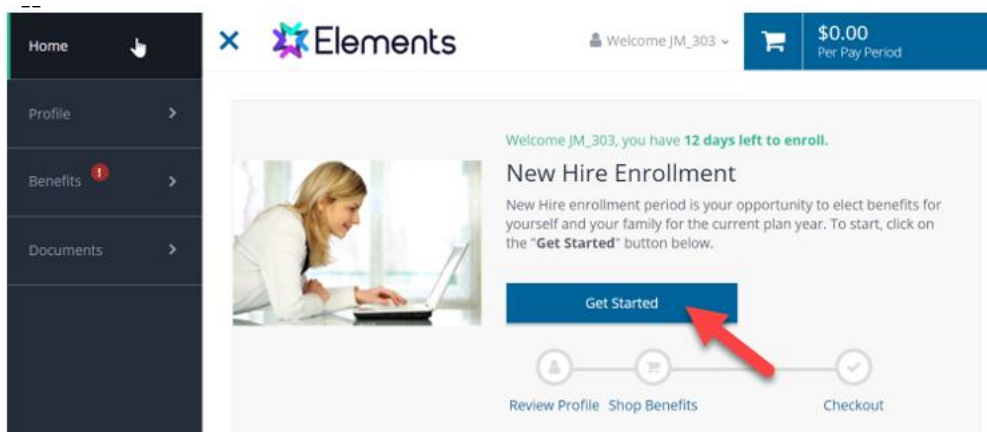 Home
Profile
Benefits !
Documents
Elements
Welcome JM_303
$0.00
Per Pay Period
Welcome JM_303, you have 12 days left to enroll.
New Hire Enrollment
New Hire enrollment period is your opportunity to elect benefits for
yourself and your family for the current plan year. To start, click on
the "Get Started" button below.
Get Started
Review Profile Shop Benefits Checkout